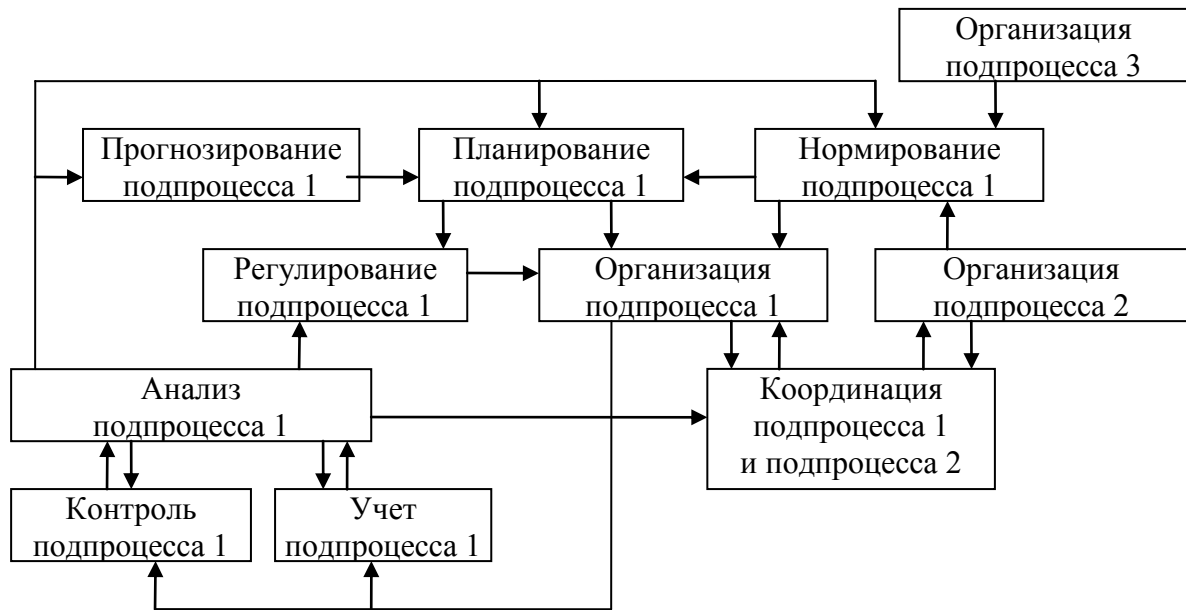 Организация
подпроцесса 3
Прогнозирование
подпроцесса 1
Планирование
подпроцесса 1
Нормирование
подпроцесса 1
Регулирование
подпроцесса 1
Организация
подпроцесса 1
Организация
подпроцесса 2
Анализ
подпроцесса 1
Координация
подпроцесса 1
и подпроцесса 2
Контроль
подпроцесса 1
Учет
подпроцесса 1